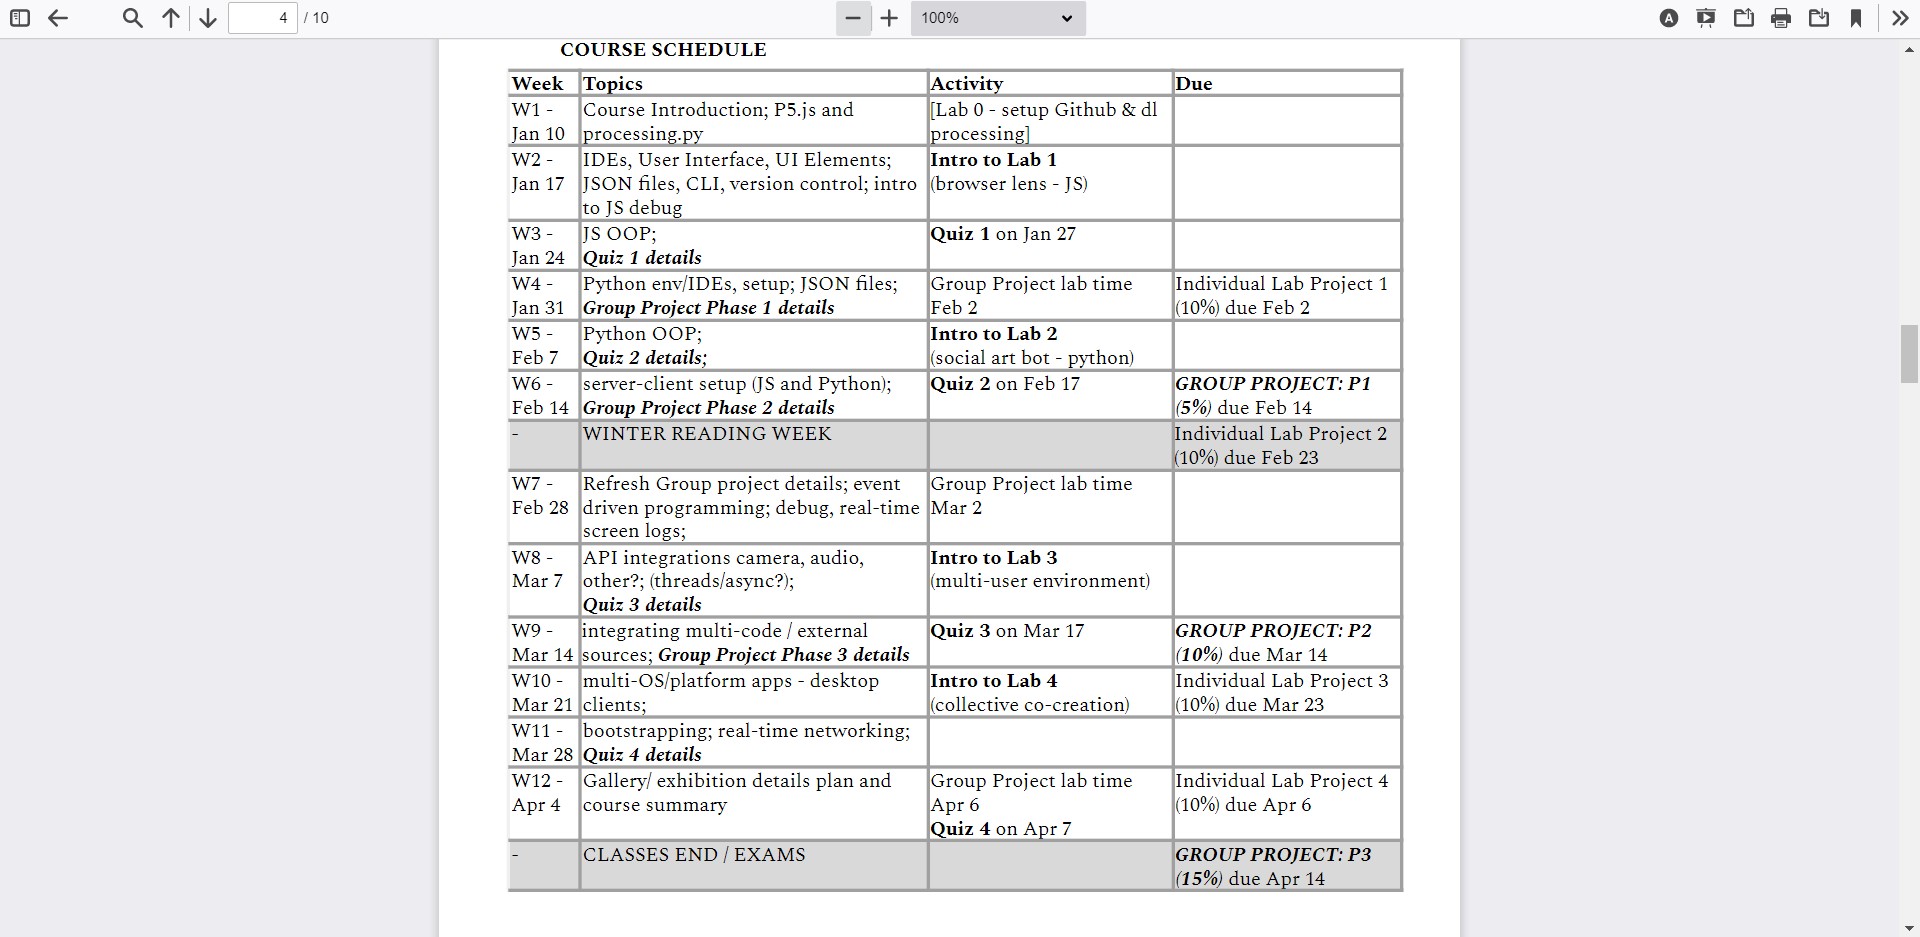 4 / 10
100%
COURSE SCHEDULE
Week Topics Activity Due
W1 - Course Introduction; P5.js and [Lab 0 - setup Github & dl
Jan 10 processing.py processing]
W2 - IDEs, User Interface, UI Elements; Intro to Lab 1
Jan 17 JSON files, CLI, version control; intro (browser lens - JS)
to JS debug
W3 - JS OOP; Quiz 1 on Jan 27
Jan 24 Quiz 1 details
W4 - Python env/IDEs, setup; JSON files; Group Project lab time Individual Lab Project 1
Jan 31 Group Project Phase 1 details Feb 2 (10%) due Feb 2
W5 - Python OOP; Intro to Lab 2
Feb 7 Quiz 2 details; (social art bot - python)
W6 - server-client setup (JS and Python); Quiz 2 on Feb 17 GROUP PROJECT: P1
Feb 14 Group Project Phase 2 details (5%) due Feb 14
- WINTER READING WEEK Individual Lab Project 2
(10%) due Feb 23
W7 - Refresh Group project details; event Group Project lab time
Feb 28 driven programming; debug, real-time Mar 2
screen logs;
W8 - API integrations camera, audio, Intro to Lab 3
Mar 7 other?; (threads/async?); (multi-user environment)
Quiz 3 details
W9 - integrating multi-code / external Quiz 3 on Mar 17 GROUP PROJECT: P2
Mar 14 sources; Group Project Phase 3 details (10%) due Mar 14
W10 - multi-OS/platform apps - desktop Intro to Lab 4 Individual Lab Project 3
Mar 21 clients; (collective co-creation) (10%) due Mar 23
W11 - bootstrapping; real-time networking;
Mar 28 Quiz 4 details
W12 - Gallery/ exhibition details plan and Group Project lab time Individual Lab Project 4
Apr 4 course summary Apr 6 (10%) due Apr 6
Quiz 4 on Apr 7
- CLASSES END / EXAMS GROUP PROJECT: P3
(15%) due Apr 14